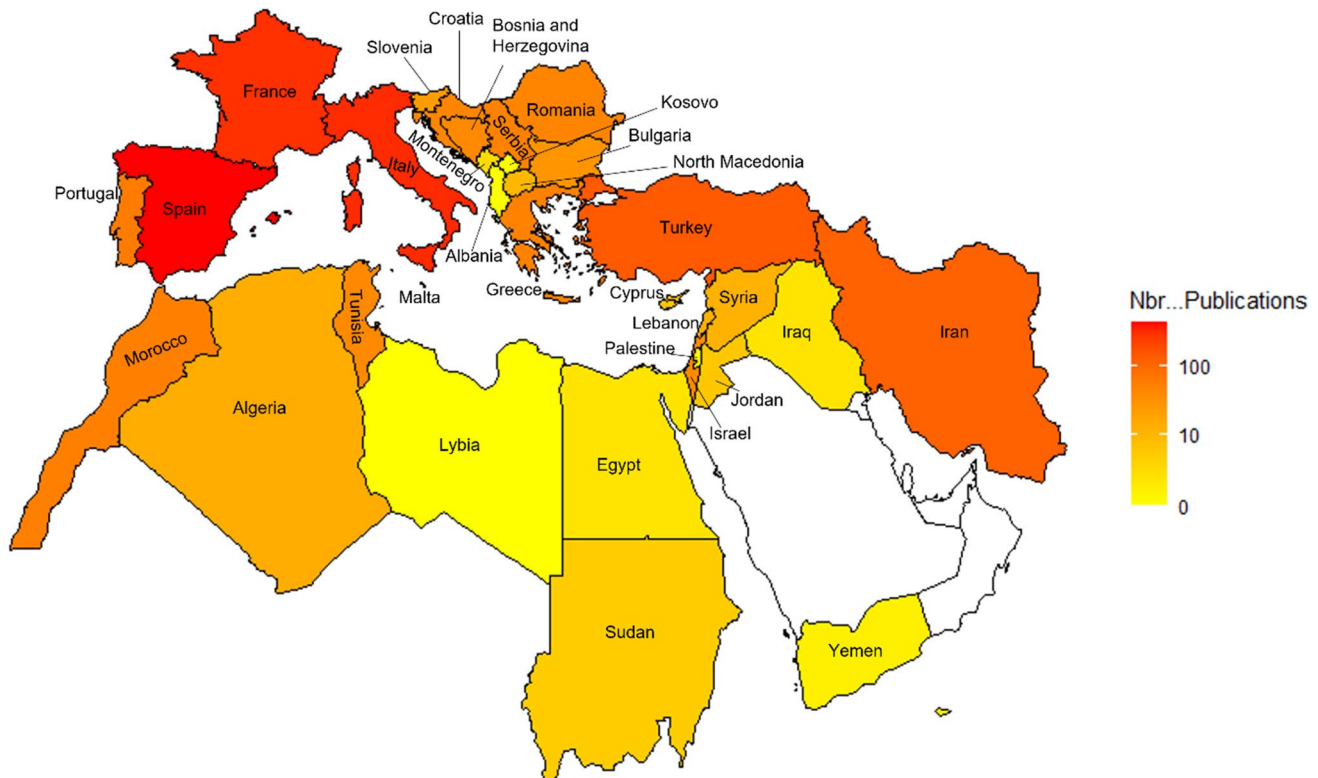 Croatia
Bosnia and
Herzegovina
Slovenia
France
Romania
Kosovo
Serbia
Bulgaria
Montenegro
North Macedonia
Italy
Portugal
Spain
Turkey
Albania
Greece
Malta
Cyprus
Syria
Tunisia
Lebanon
Iraq
Iran
Nbr...Publications
100
10
0
Morocco
Palestine
Jordan
Algeria
Israel
Lybia
Egypt
Sudan
Yemen